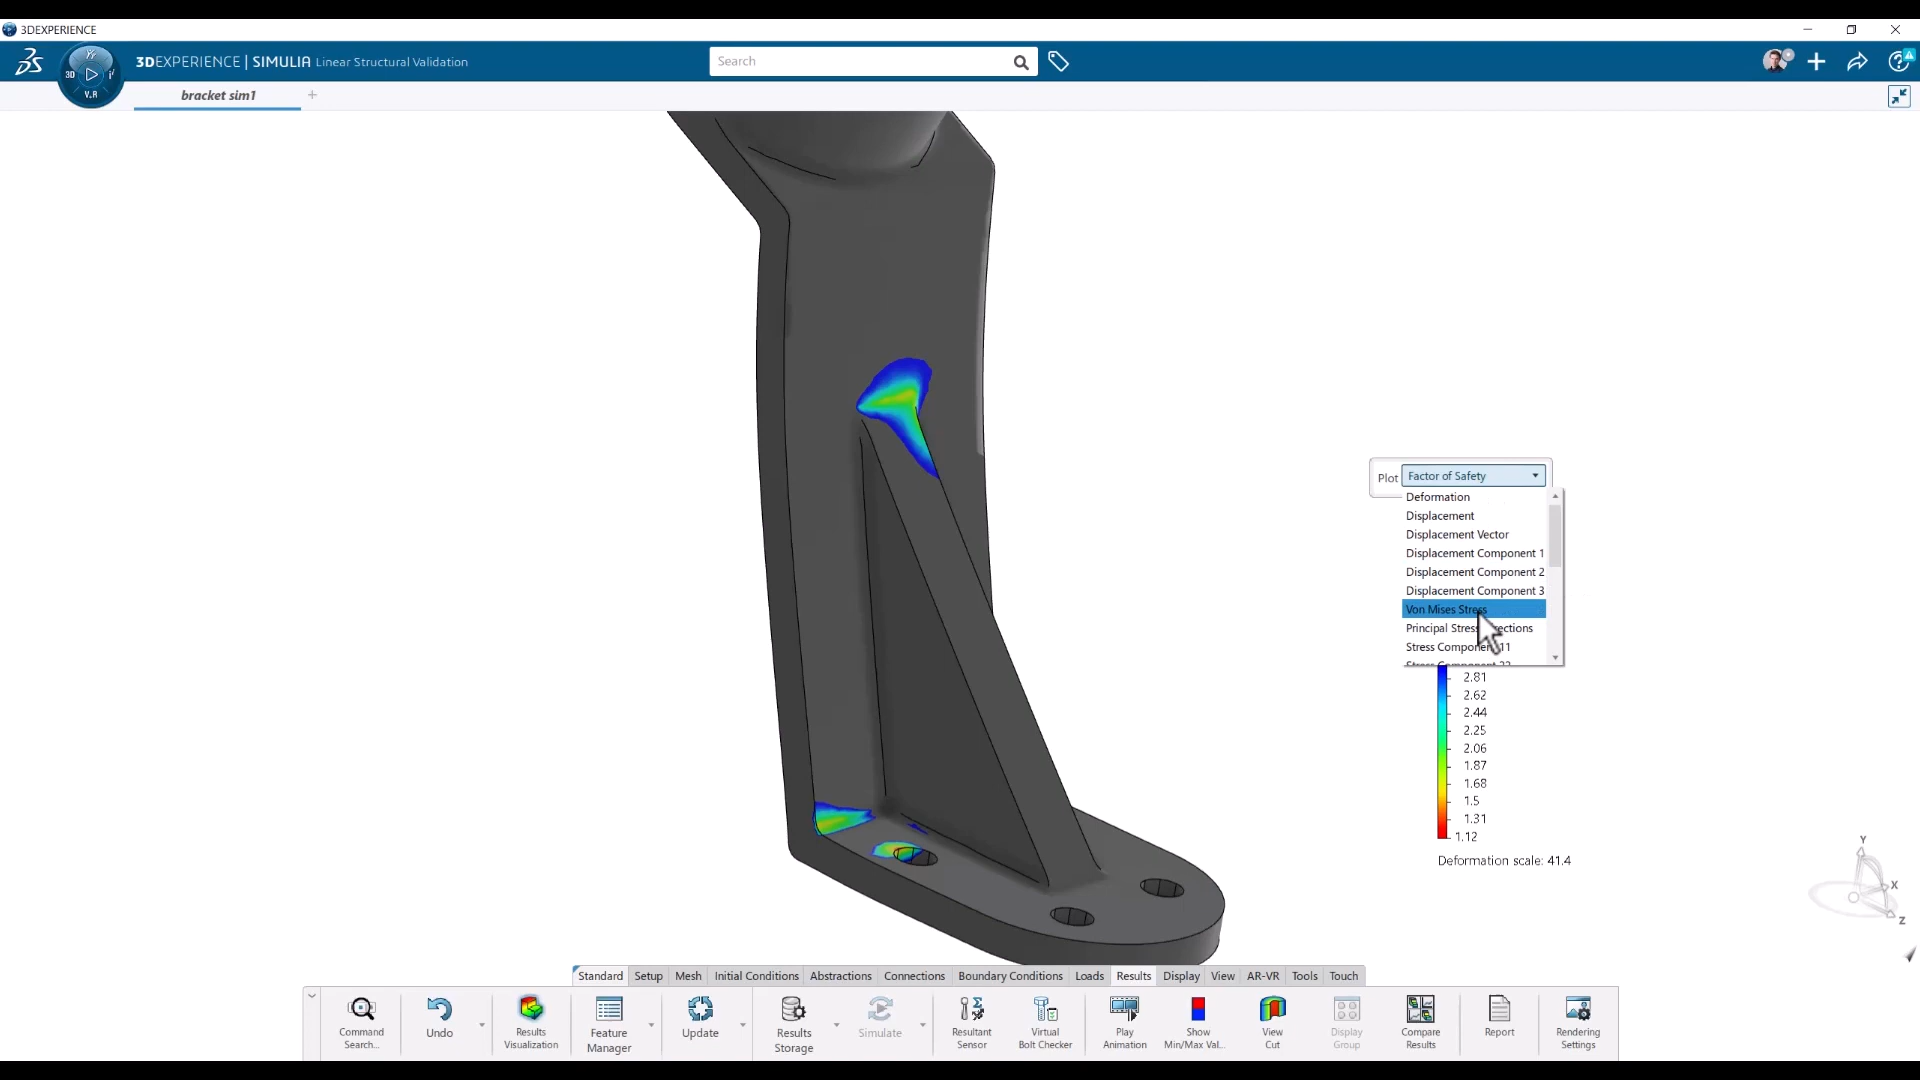 3DEXPERIENCE
3DEXPERIENCE | SIMULIA Linear Structural Validation
Search
3D
V.R
bracket sim1
Plot Factor of Safety
Deformation
Displacement
Displacement Vector
Displacement Component 1
Displacement Component 2
Displacement Component 3
Von Mises Stress
Principal Stress
Stress Component 11
2.81
2.62
2.44
2.25
2.06
1.87
1.68
1.5
1.31
1.12
Deformation scale: 41.4
Y
X
Z
Standard Setup Mesh Initial Conditions Abstractions Connections Boundary Conditions Loads Results Display View AR-VR Tools Touch
Command Search...
Undo
Results Visualization
Feature Manager
Update
Results Storage
Simulate
Resultant Sensor
Virtual Bolt Checker
Play Animation
Show Min/Max Val...
View Cut
Display Group
Compare Results
Report
Rendering Settings